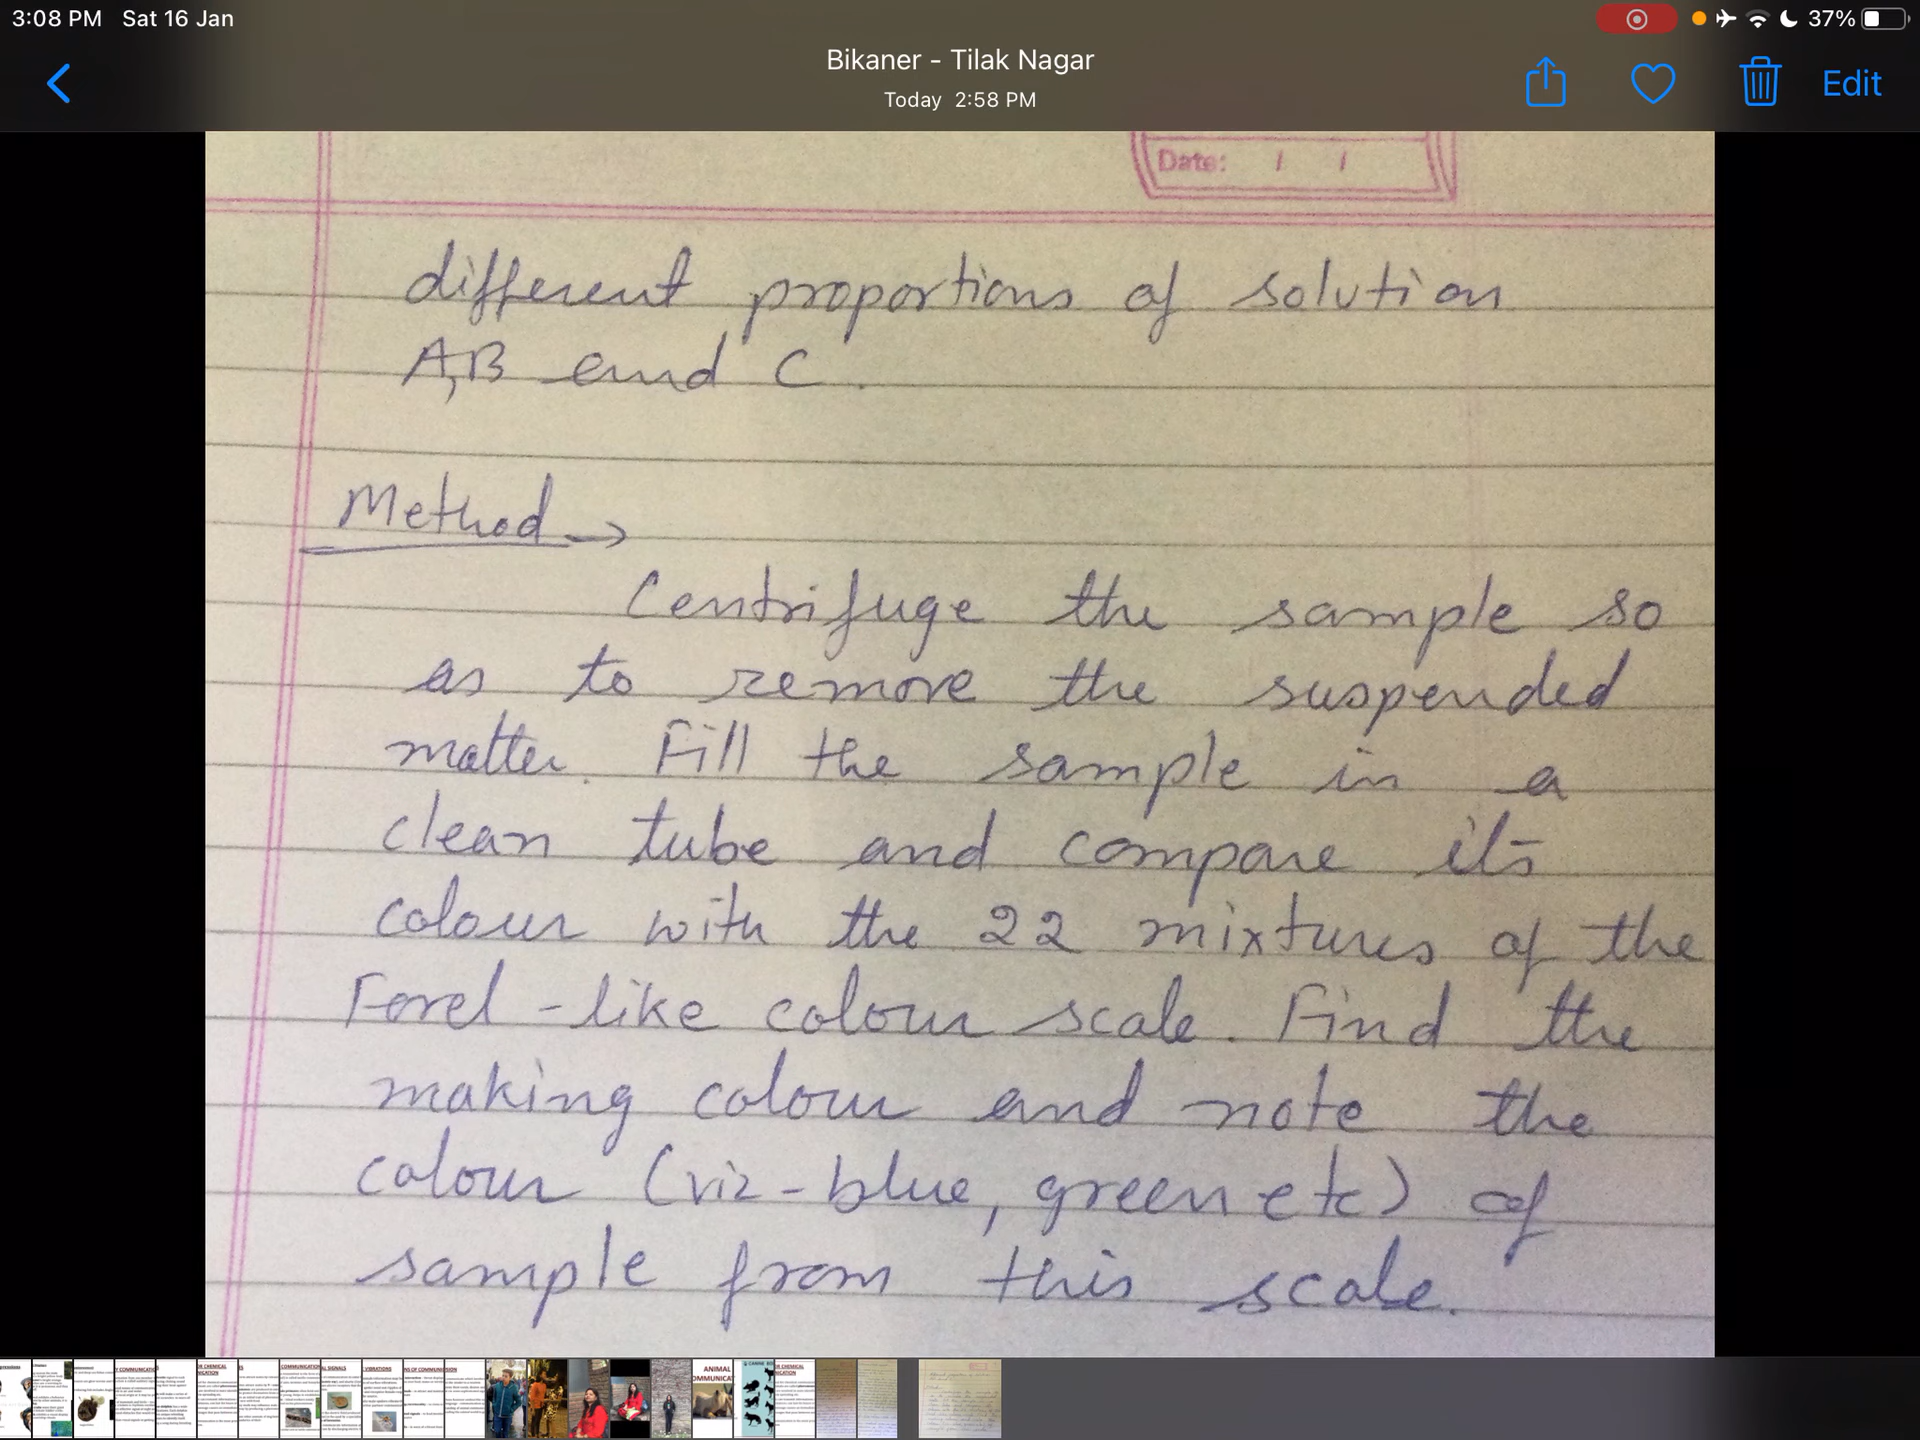 3:08 PM Sat 16 Jan
37%
Bikaner - Tilak Nagar
Today 2:58 PM
Edit
Date: / /
different proportions of solution
A,B and C.
Method →
Centrifuge the sample so
as to remove the suspended
matter. Fill the sample in a
clean tube and compare its
colour with the 22 mixtures of the
Forel-like colour scale. Find the
making colour and note the
colour (viz-blue, green etc) of
sample from this scale.
ANIMAL